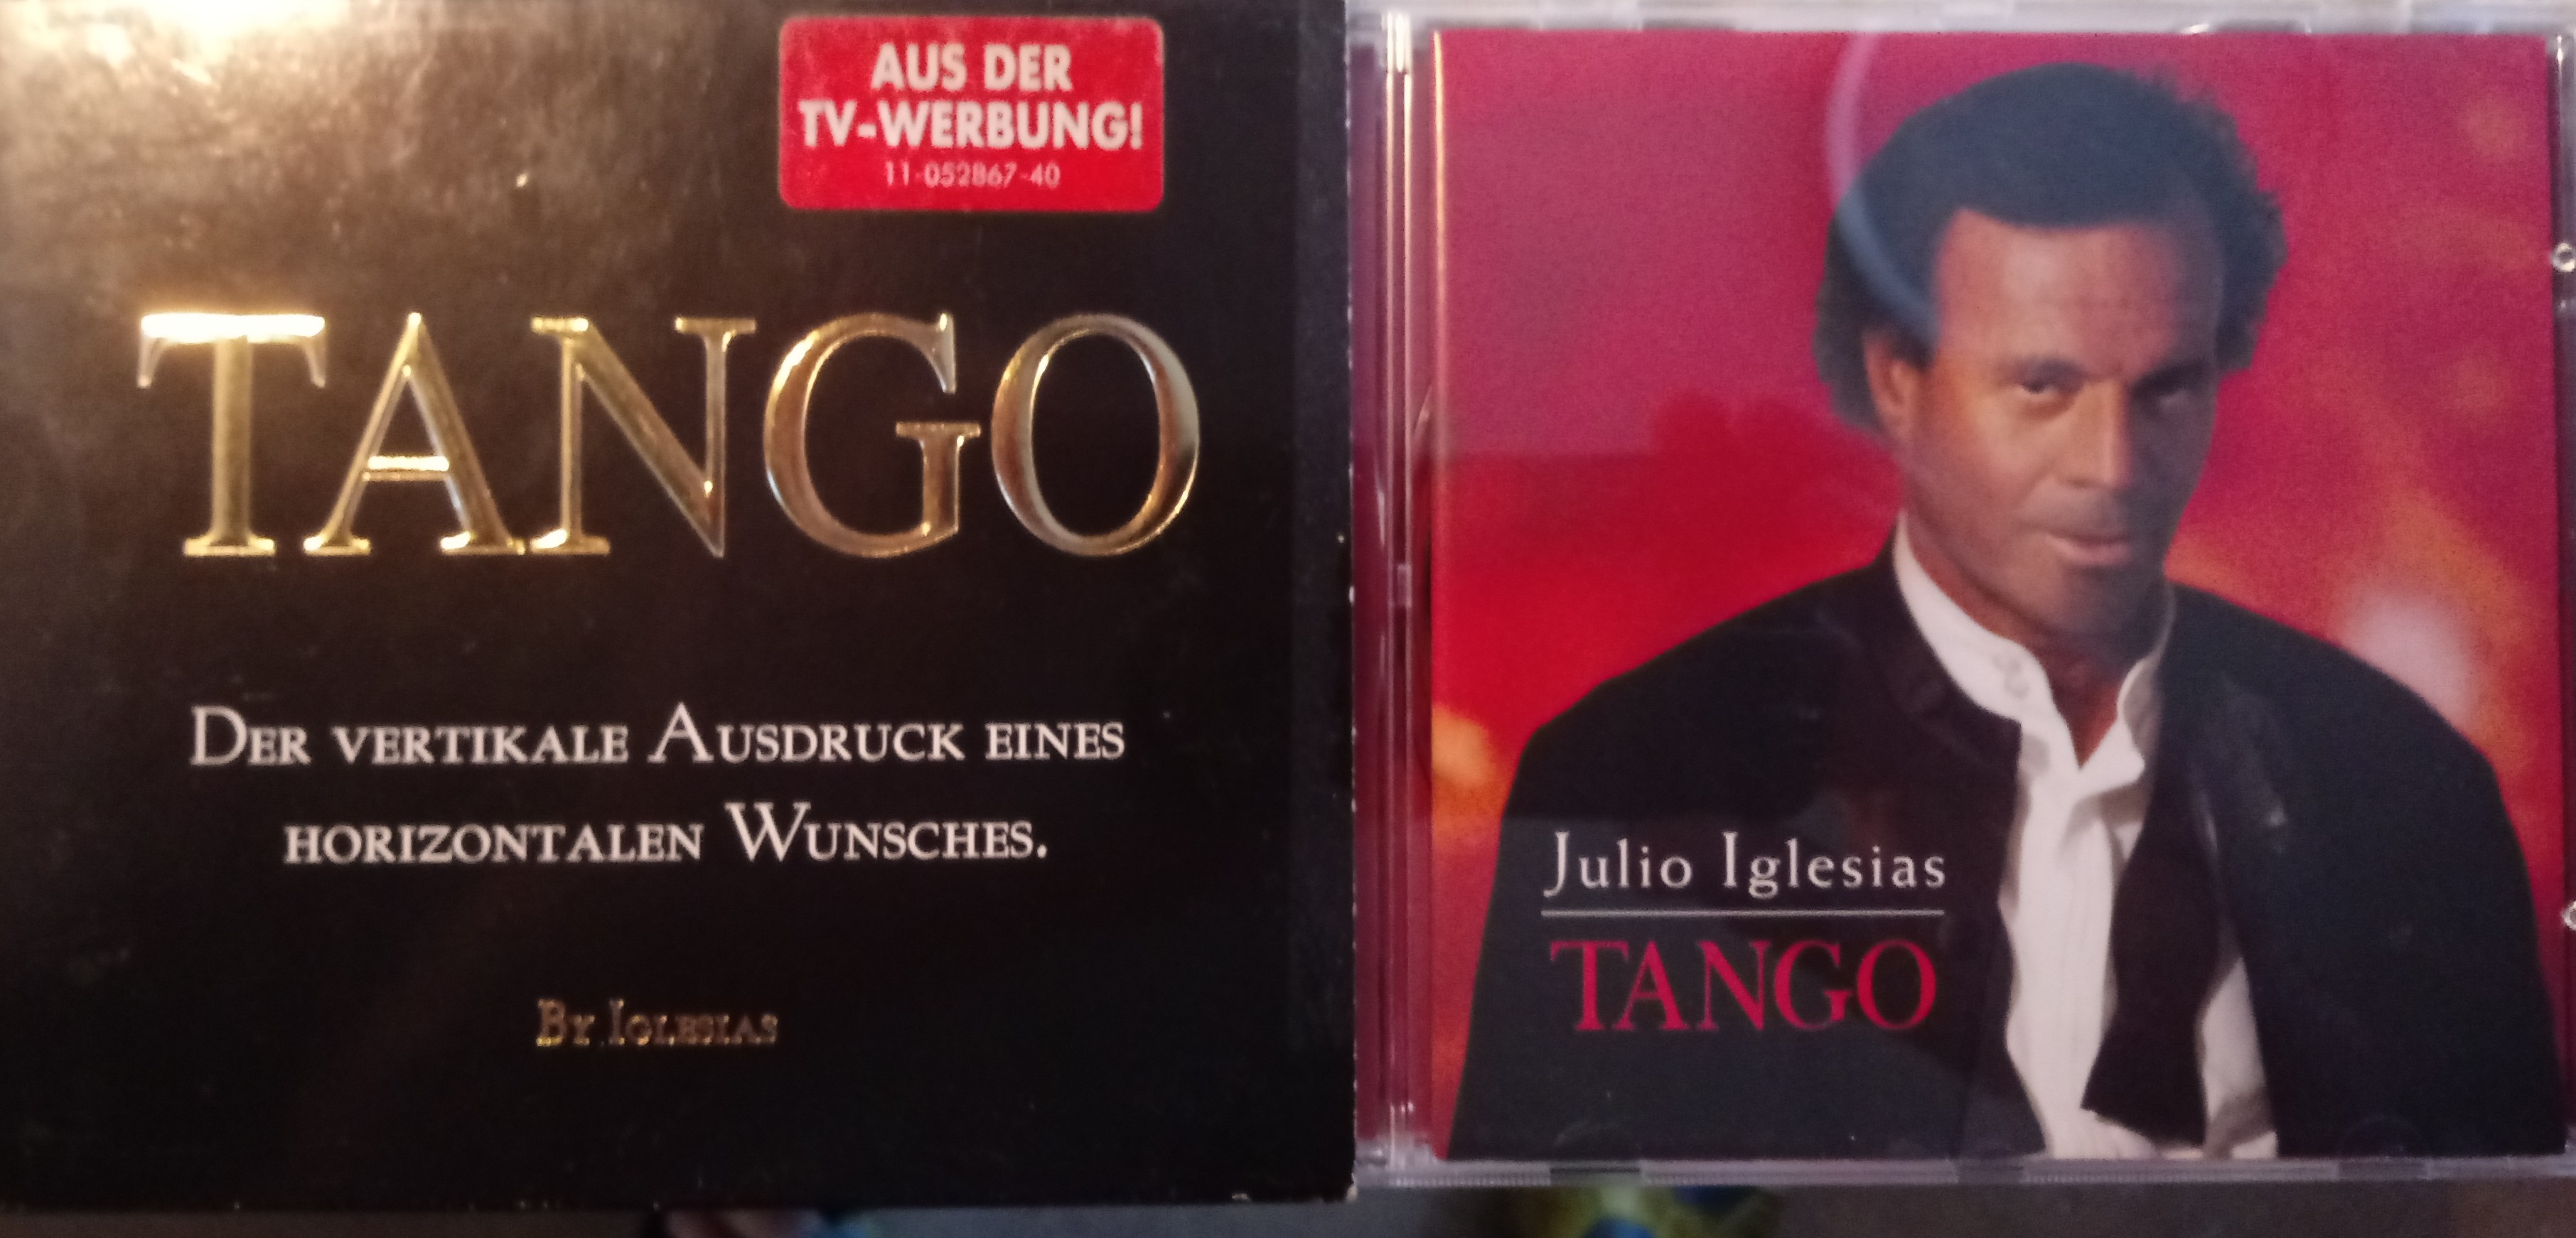 AUS DER
TV-WERBUNG!
11-052867-40
TANGO
DER VERTIKALE AUSDRUCK EINES
HORIZONTALEN WUNSCHES.
BY IGLESIAS
Julio Iglesias
TANGO